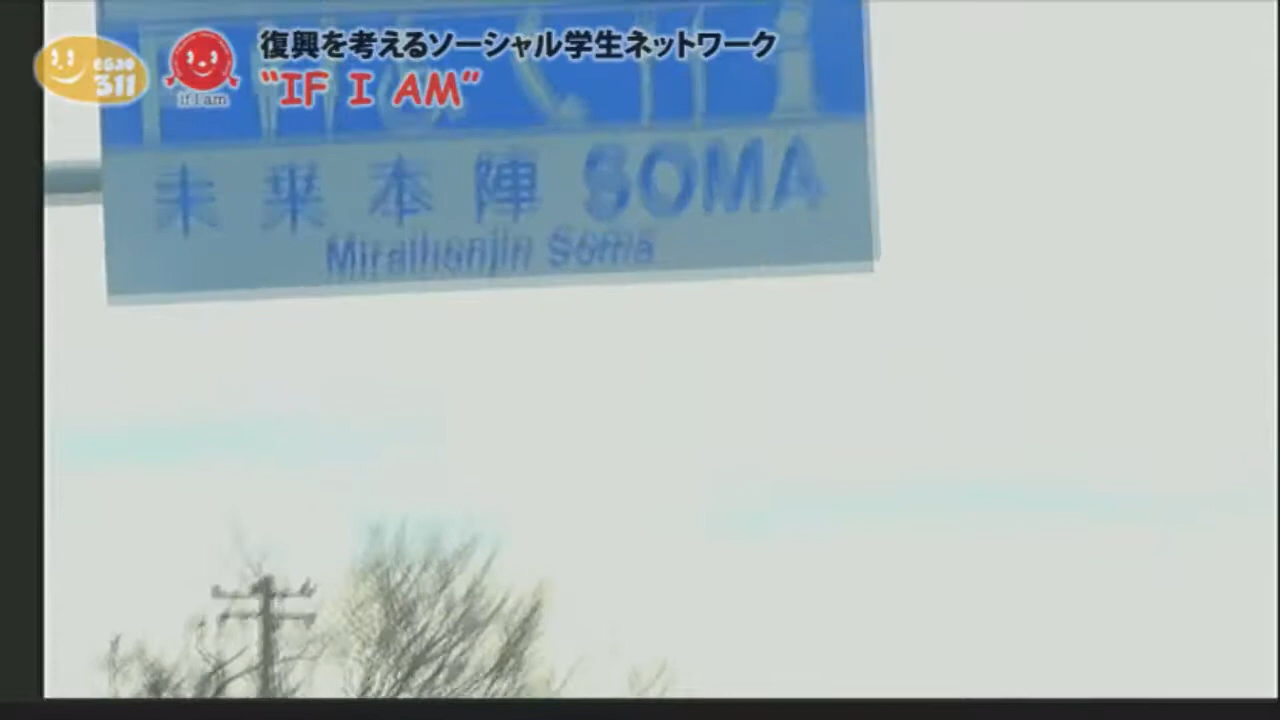 egao
311
if I am
復興を考えるソーシャル学生ネットワーク
“IF I AM”
未来本陣 SOMA
Miraihonjin Soma